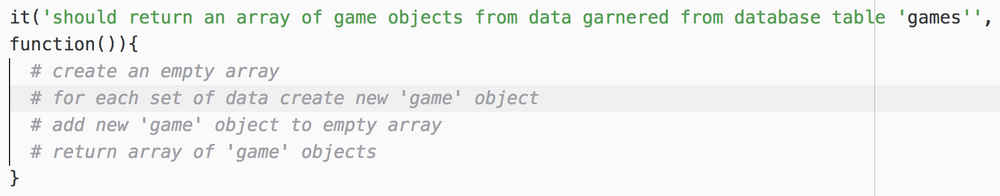 it('should return an array of game objects from data garnered from database table 'games'',
function()){
# create an empty array
# for each set of data create new 'game' object
# add new 'game' object to empty array
# return array of 'game' objects
}